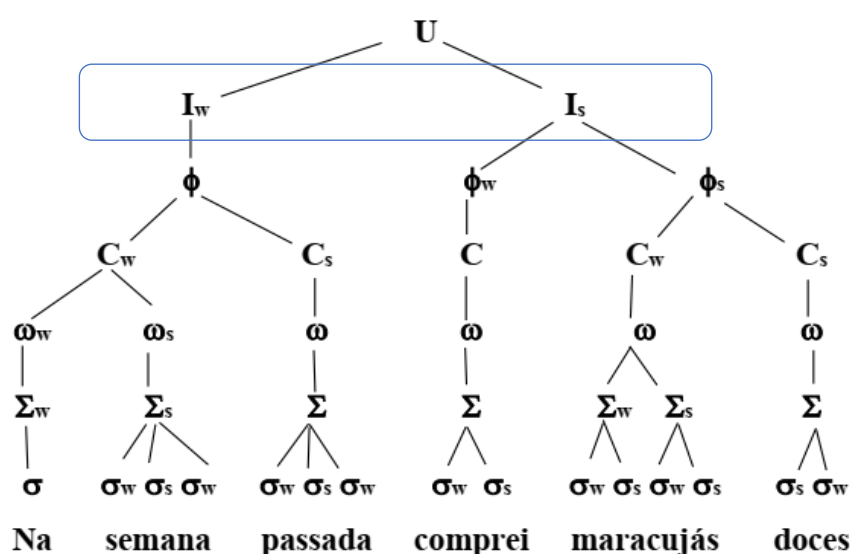 U
Iw Is
ϕ ϕw ϕs
Cw Cs C Cw Cs
ωw ωs ω ω ω ω
Σw Σs Σ Σ Σw Σs Σ
σ σw σs σw σw σs σw σw σs σw σs σw σs σs σw
Na semana passada comprei maracujás doces